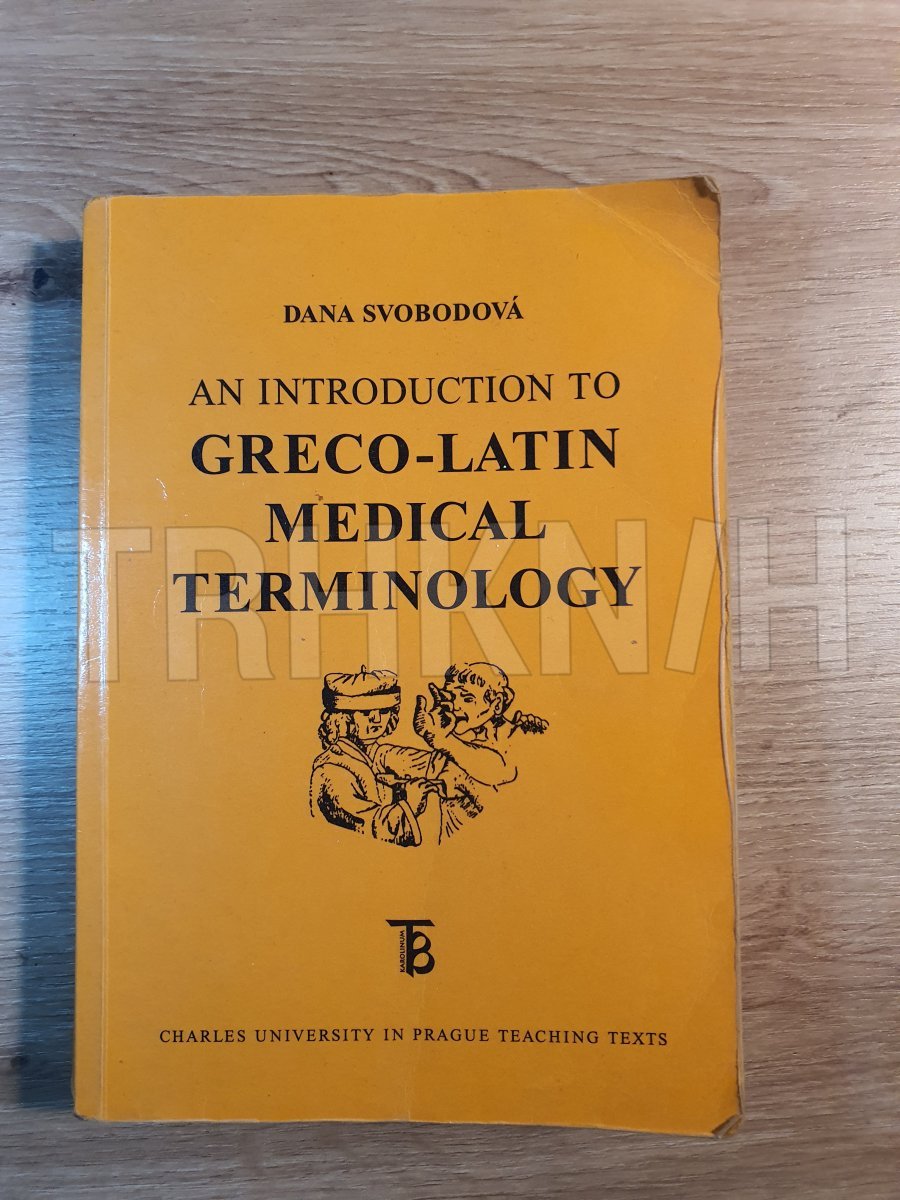 DANA SVOBODOVÁ
AN INTRODUCTION TO
GRECO-LATIN
MEDICAL
TERMINOLOGY
TRHKNIH
KAROLINUM
CHARLES UNIVERSITY IN PRAGUE TEACHING TEXTS